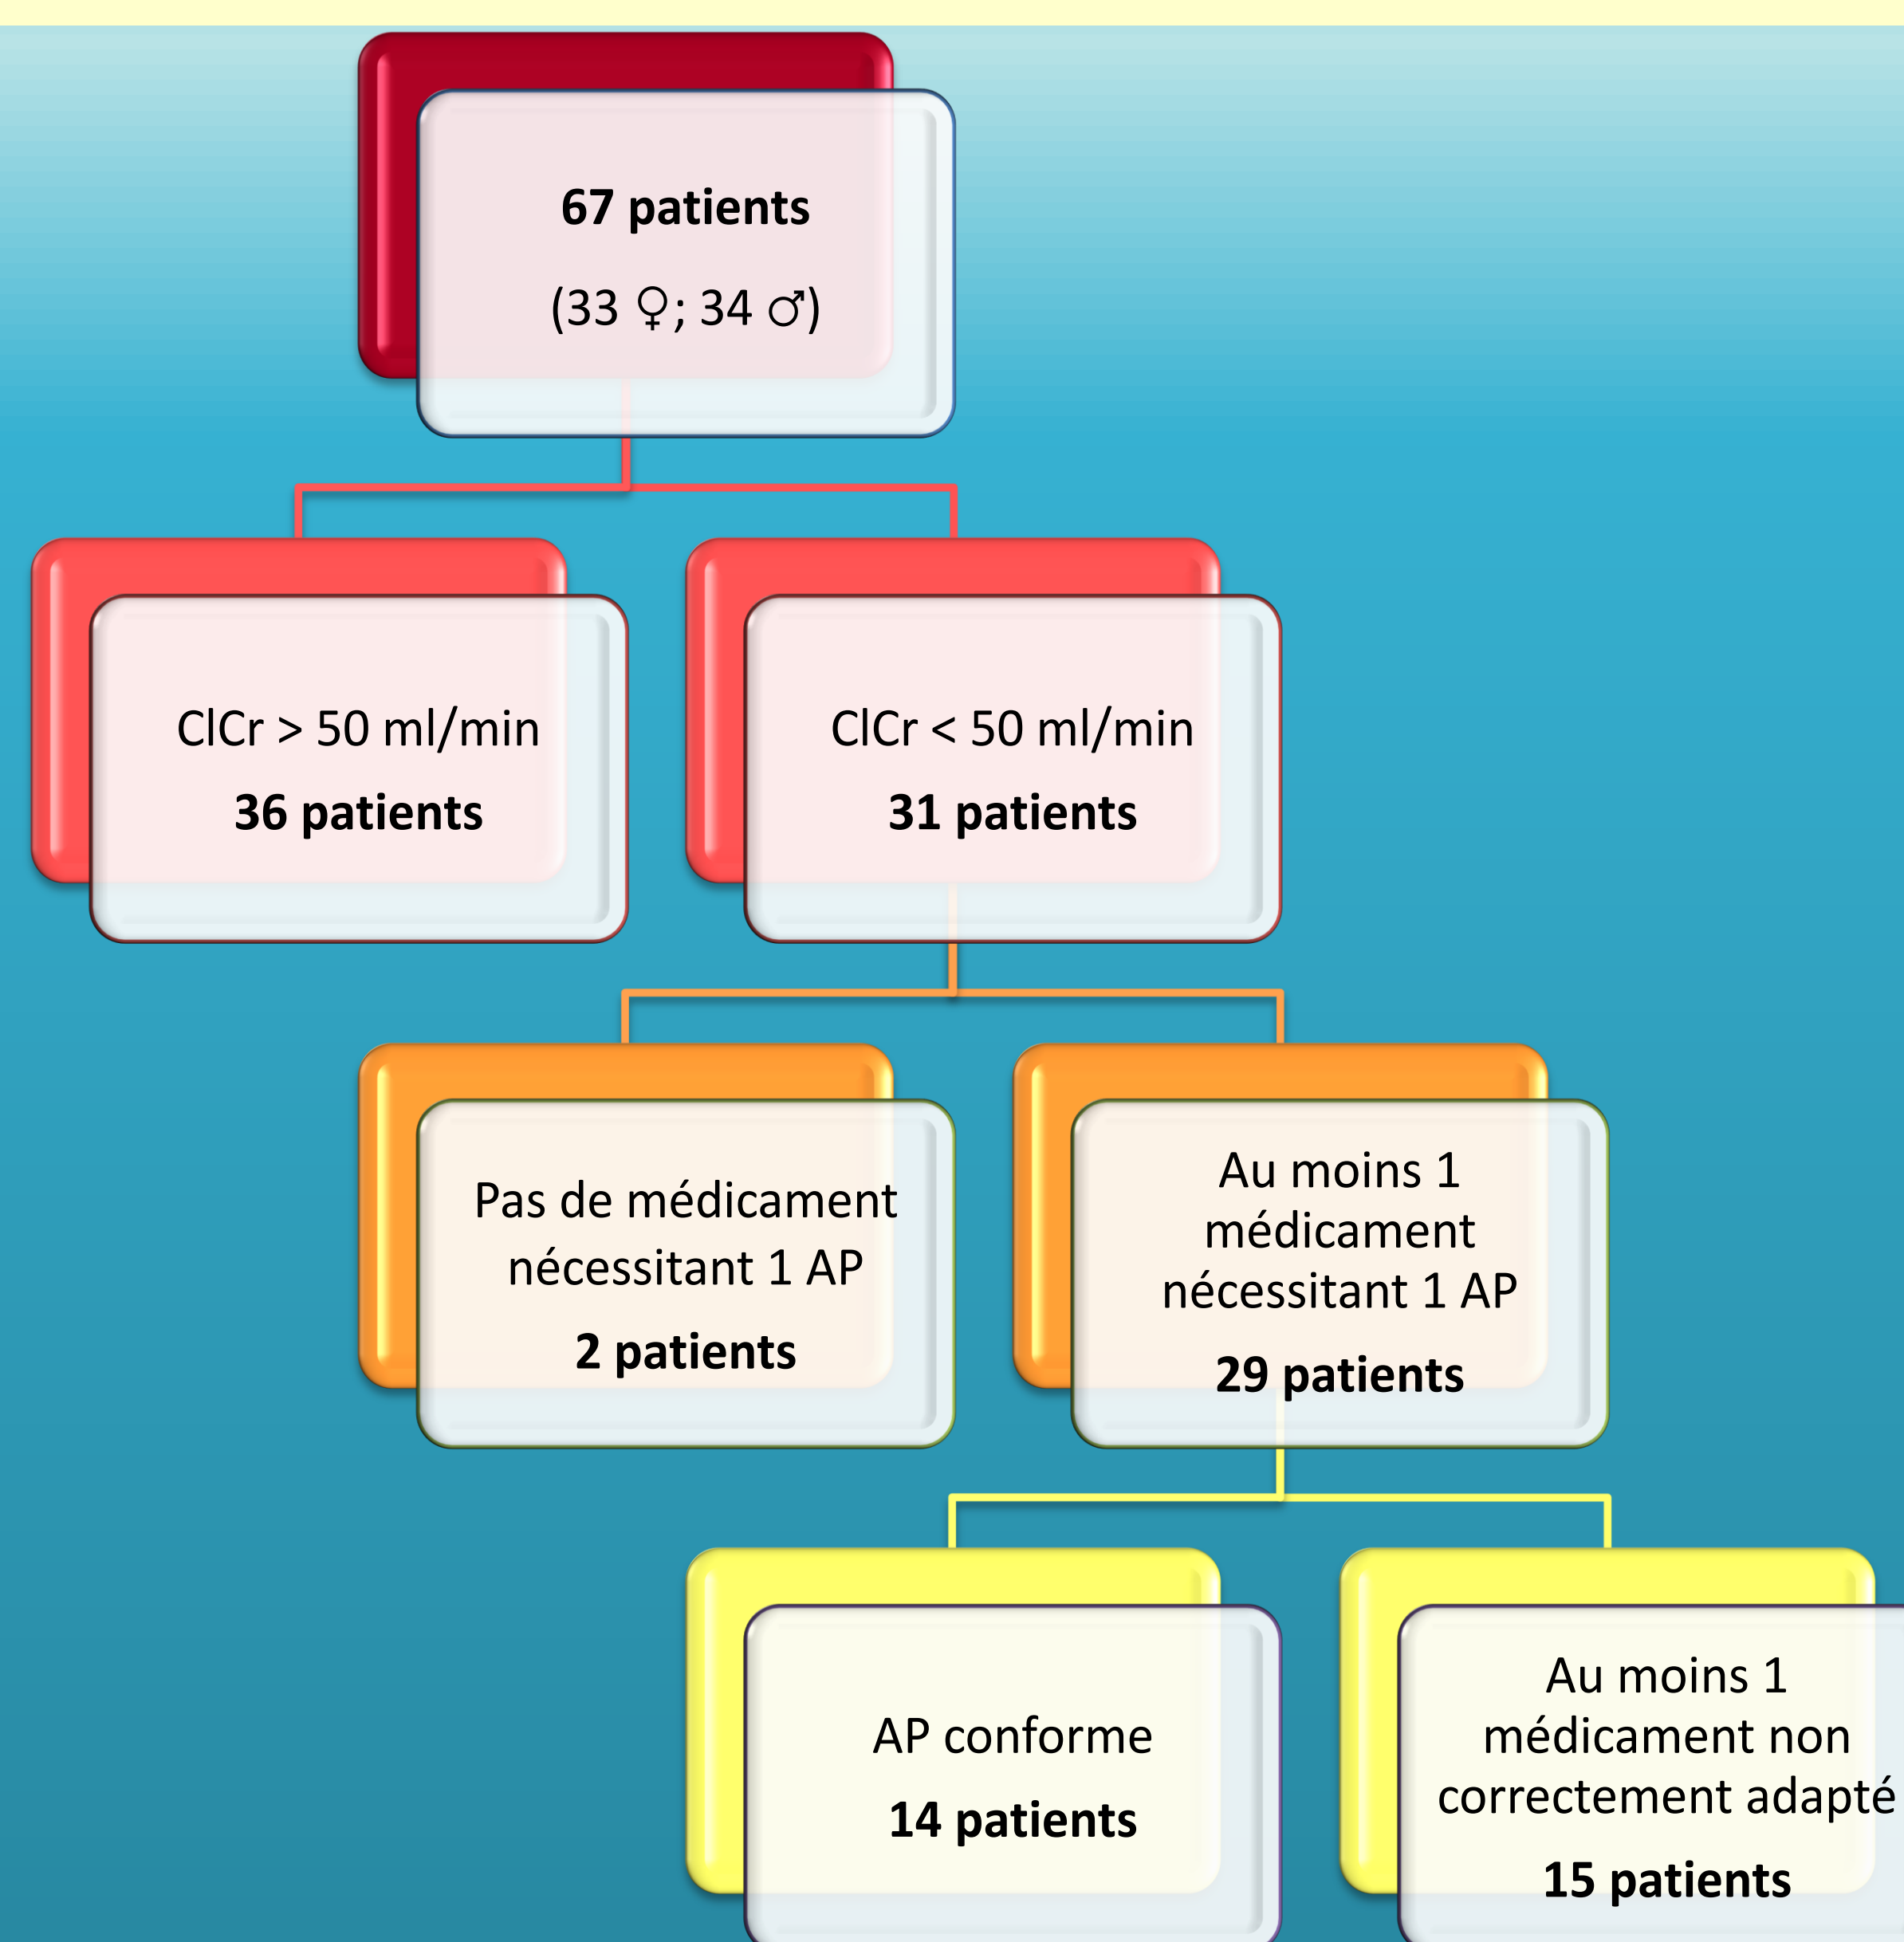 67 patients
(33 ♀; 34 ♂)
ClCr > 50 ml/min
36 patients
ClCr < 50 ml/min
31 patients
Pas de médicament
nécessitant 1 AP
2 patients
Au moins 1
médicament
nécessitant 1 AP
29 patients
AP conforme
14 patients
Au moins 1
médicament non
correctement adapté
15 patients